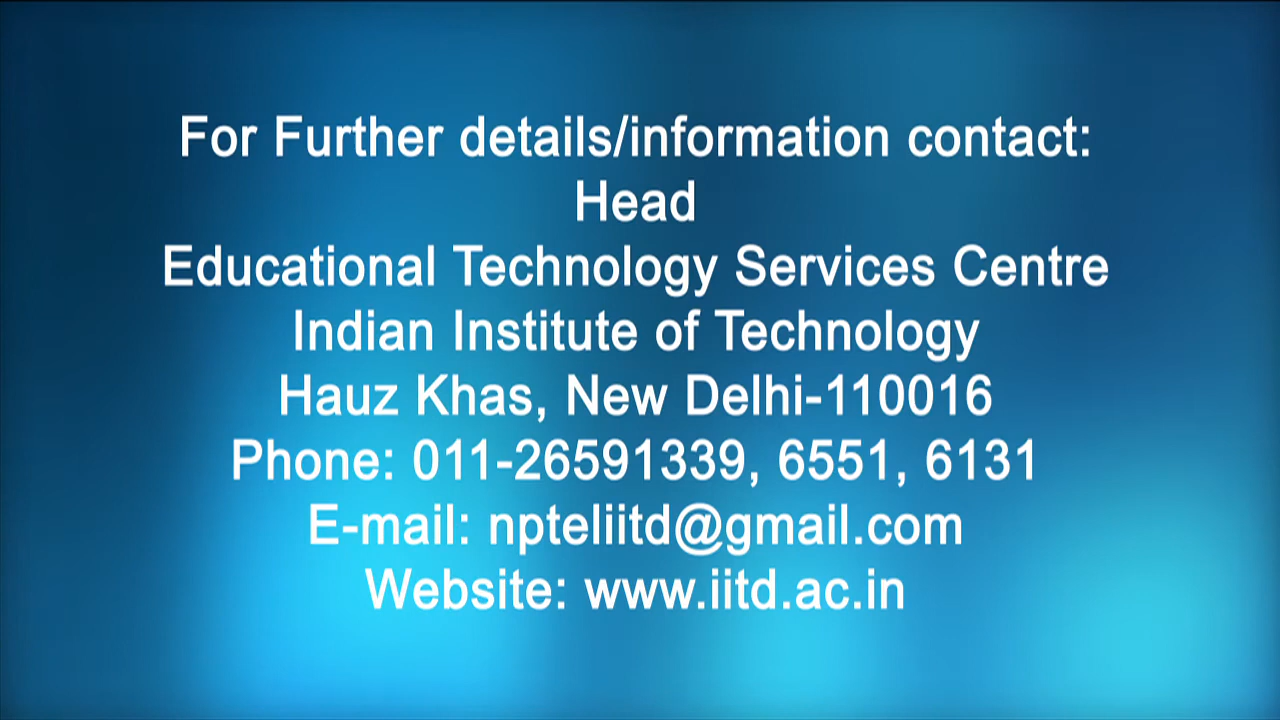 For Further details/information contact:
Head
Educational Technology Services Centre
Indian Institute of Technology
Hauz Khas, New Delhi-110016
Phone: 011-26591339, 6551, 6131
E-mail: npteliitd@gmail.com
Website: www.iitd.ac.in